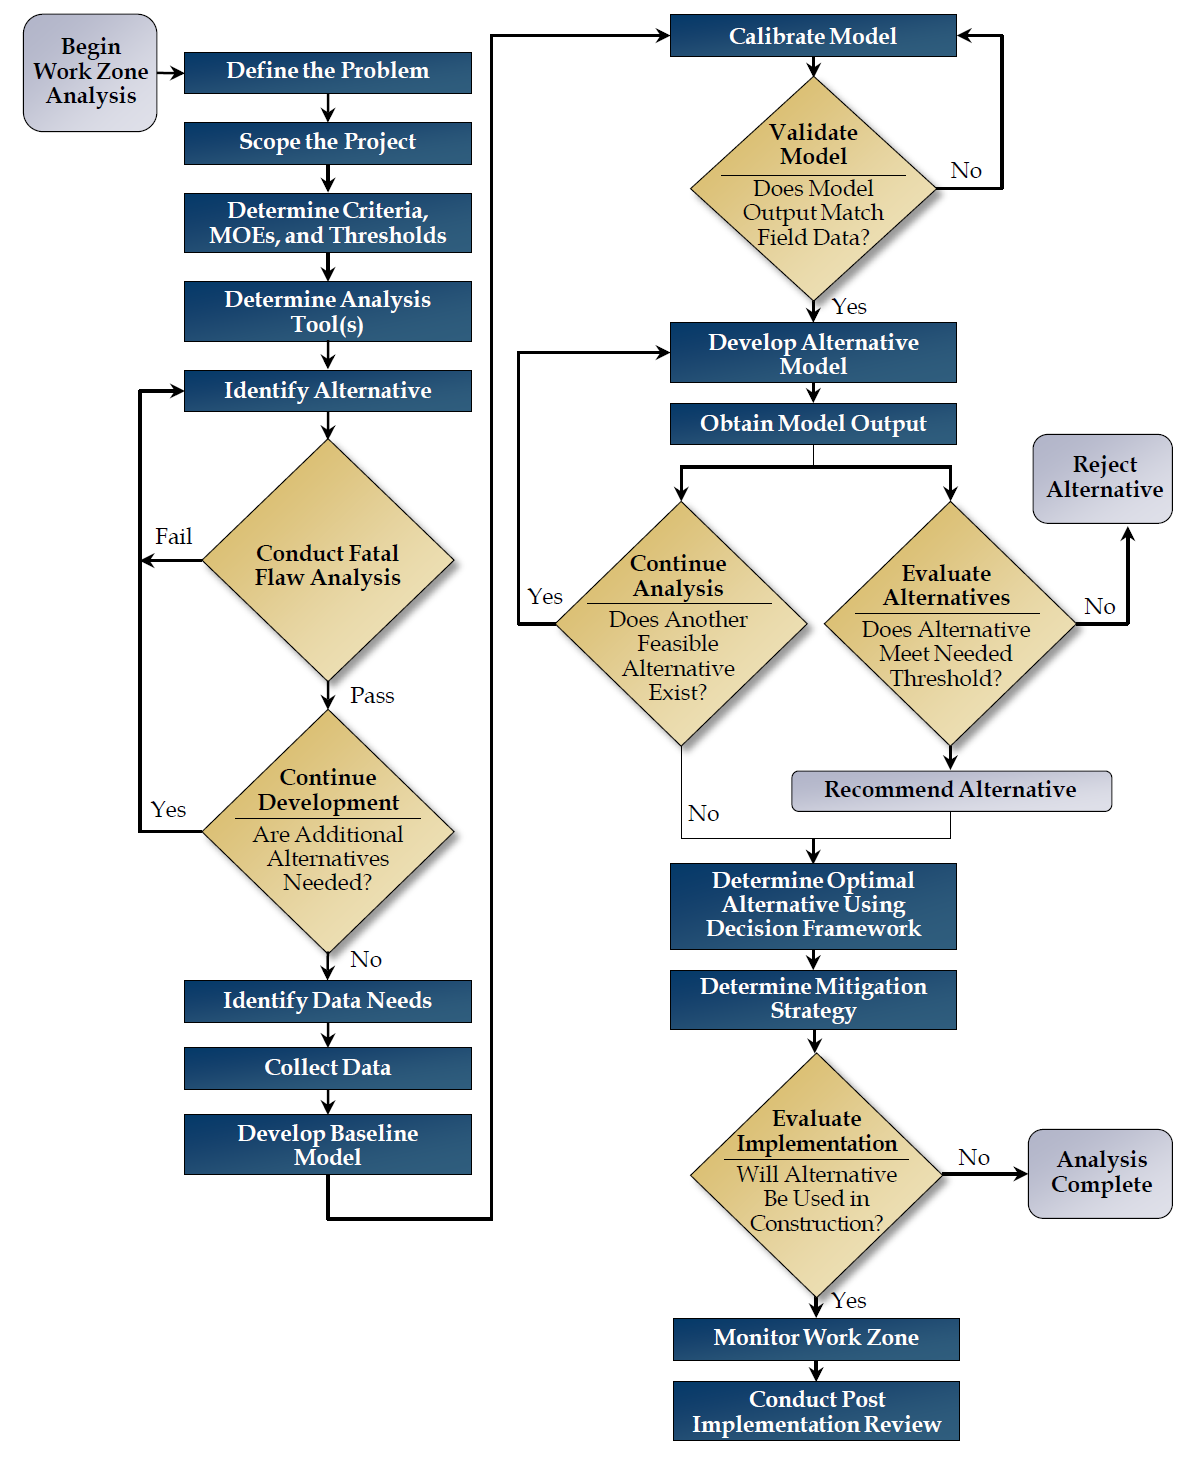 Begin
Work Zone
Analysis
Define the Problem
Scope the Project
Determine Criteria,
MOEs, and Thresholds
Determine Analysis
Tool(s)
Identify Alternative
Fail
Conduct Fatal
Flaw Analysis
Pass
Continue
Development
Are Additional
Alternatives
Needed?
Yes
No
Identify Data Needs
Collect Data
Develop Baseline
Model
Calibrate Model
Validate
Model
Does Model
Output Match
Field Data?
No
Yes
Develop Alternative
Model
Obtain Model Output
Continue
Analysis
Does Another
Feasible
Alternative
Exist?
Yes
No
Evaluate
Alternatives
Does Alternative
Meet Needed
Threshold?
No
Reject
Alternative
Recommend Alternative
Determine Optimal
Alternative Using
Decision Framework
Determine Mitigation
Strategy
Evaluate
Implementation
Will Alternative
Be Used in
Construction?
No
Analysis
Complete
Yes
Monitor Work Zone
Conduct Post
Implementation Review